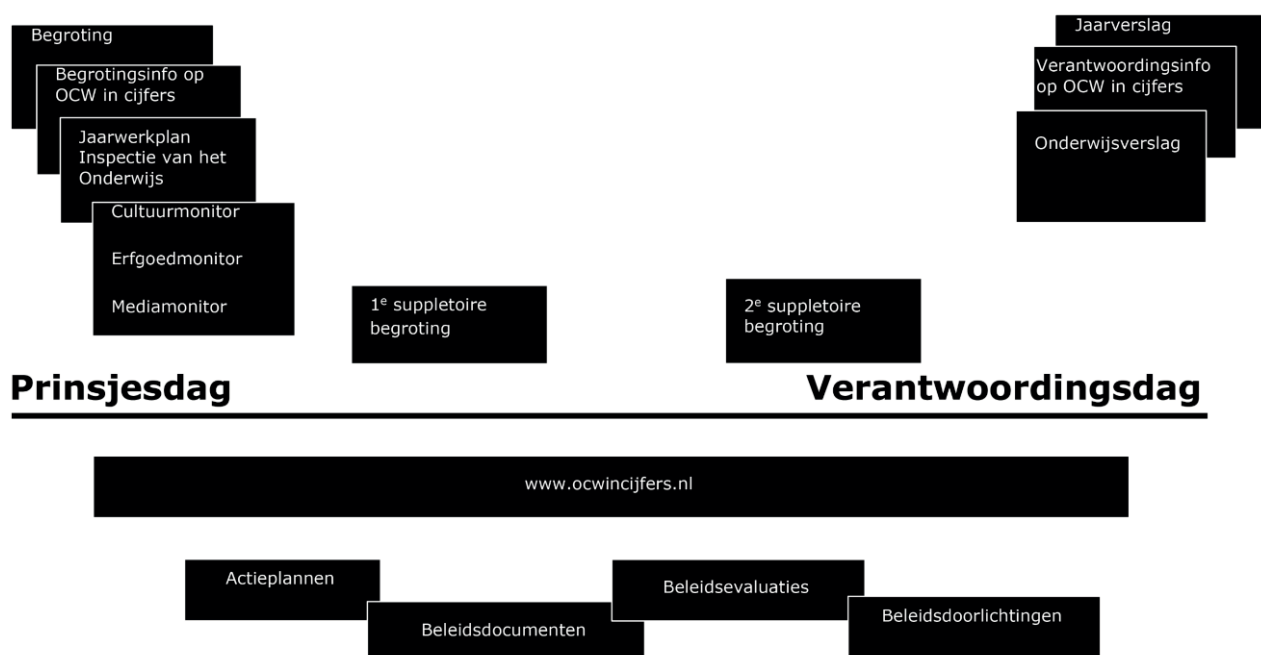 Begroting
Begrotingsinfo op
OCW in cijfers
Jaarwerkplan
Inspectie van het
Onderwijs
Cultuurmonitor
Erfgoedmonitor
Mediamonitor
1e suppletoire
begroting
2e suppletoire
begroting
Jaarverslag
Verantwoordingsinfo
op OCW in cijfers
Onderwijsverslag
Prinsjesdag
Verantwoordingsdag
www.ocwincijfers.nl
Actieplannen
Beleidsdocumenten
Beleidsevaluaties
Beleidsdoorlichtingen